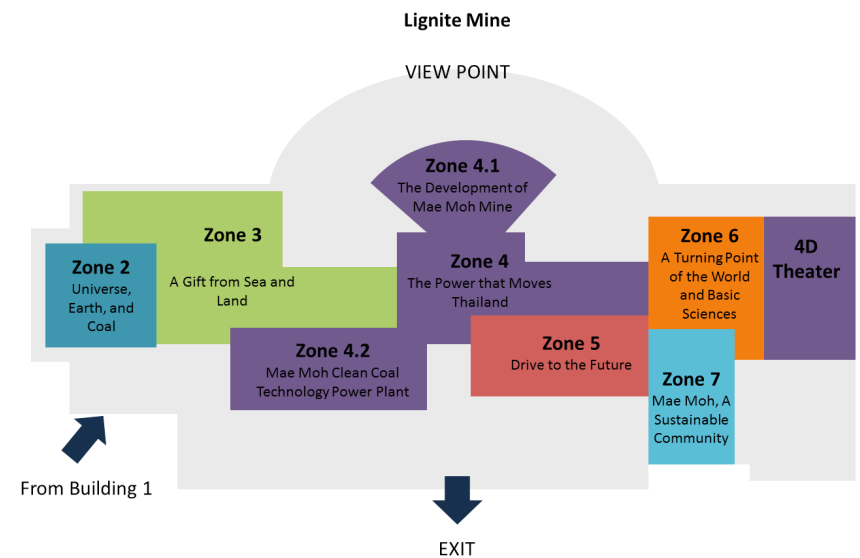 Lignite Mine
VIEW POINT
Zone 4.1
The Development of
Mae Moh Mine
Zone 3
A Gift from Sea and
Land
Zone 2
Universe,
Earth, and
Coal
Zone 4
The Power that Moves
Thailand
Zone 6
A Turning Point
of the World
and Basic
Sciences
4D
Theater
Zone 4.2
Mae Moh Clean Coal
Technology Power Plant
Zone 5
Drive to the Future
Zone 7
Mae Moh, A
Sustainable
Community
From Building 1
EXIT